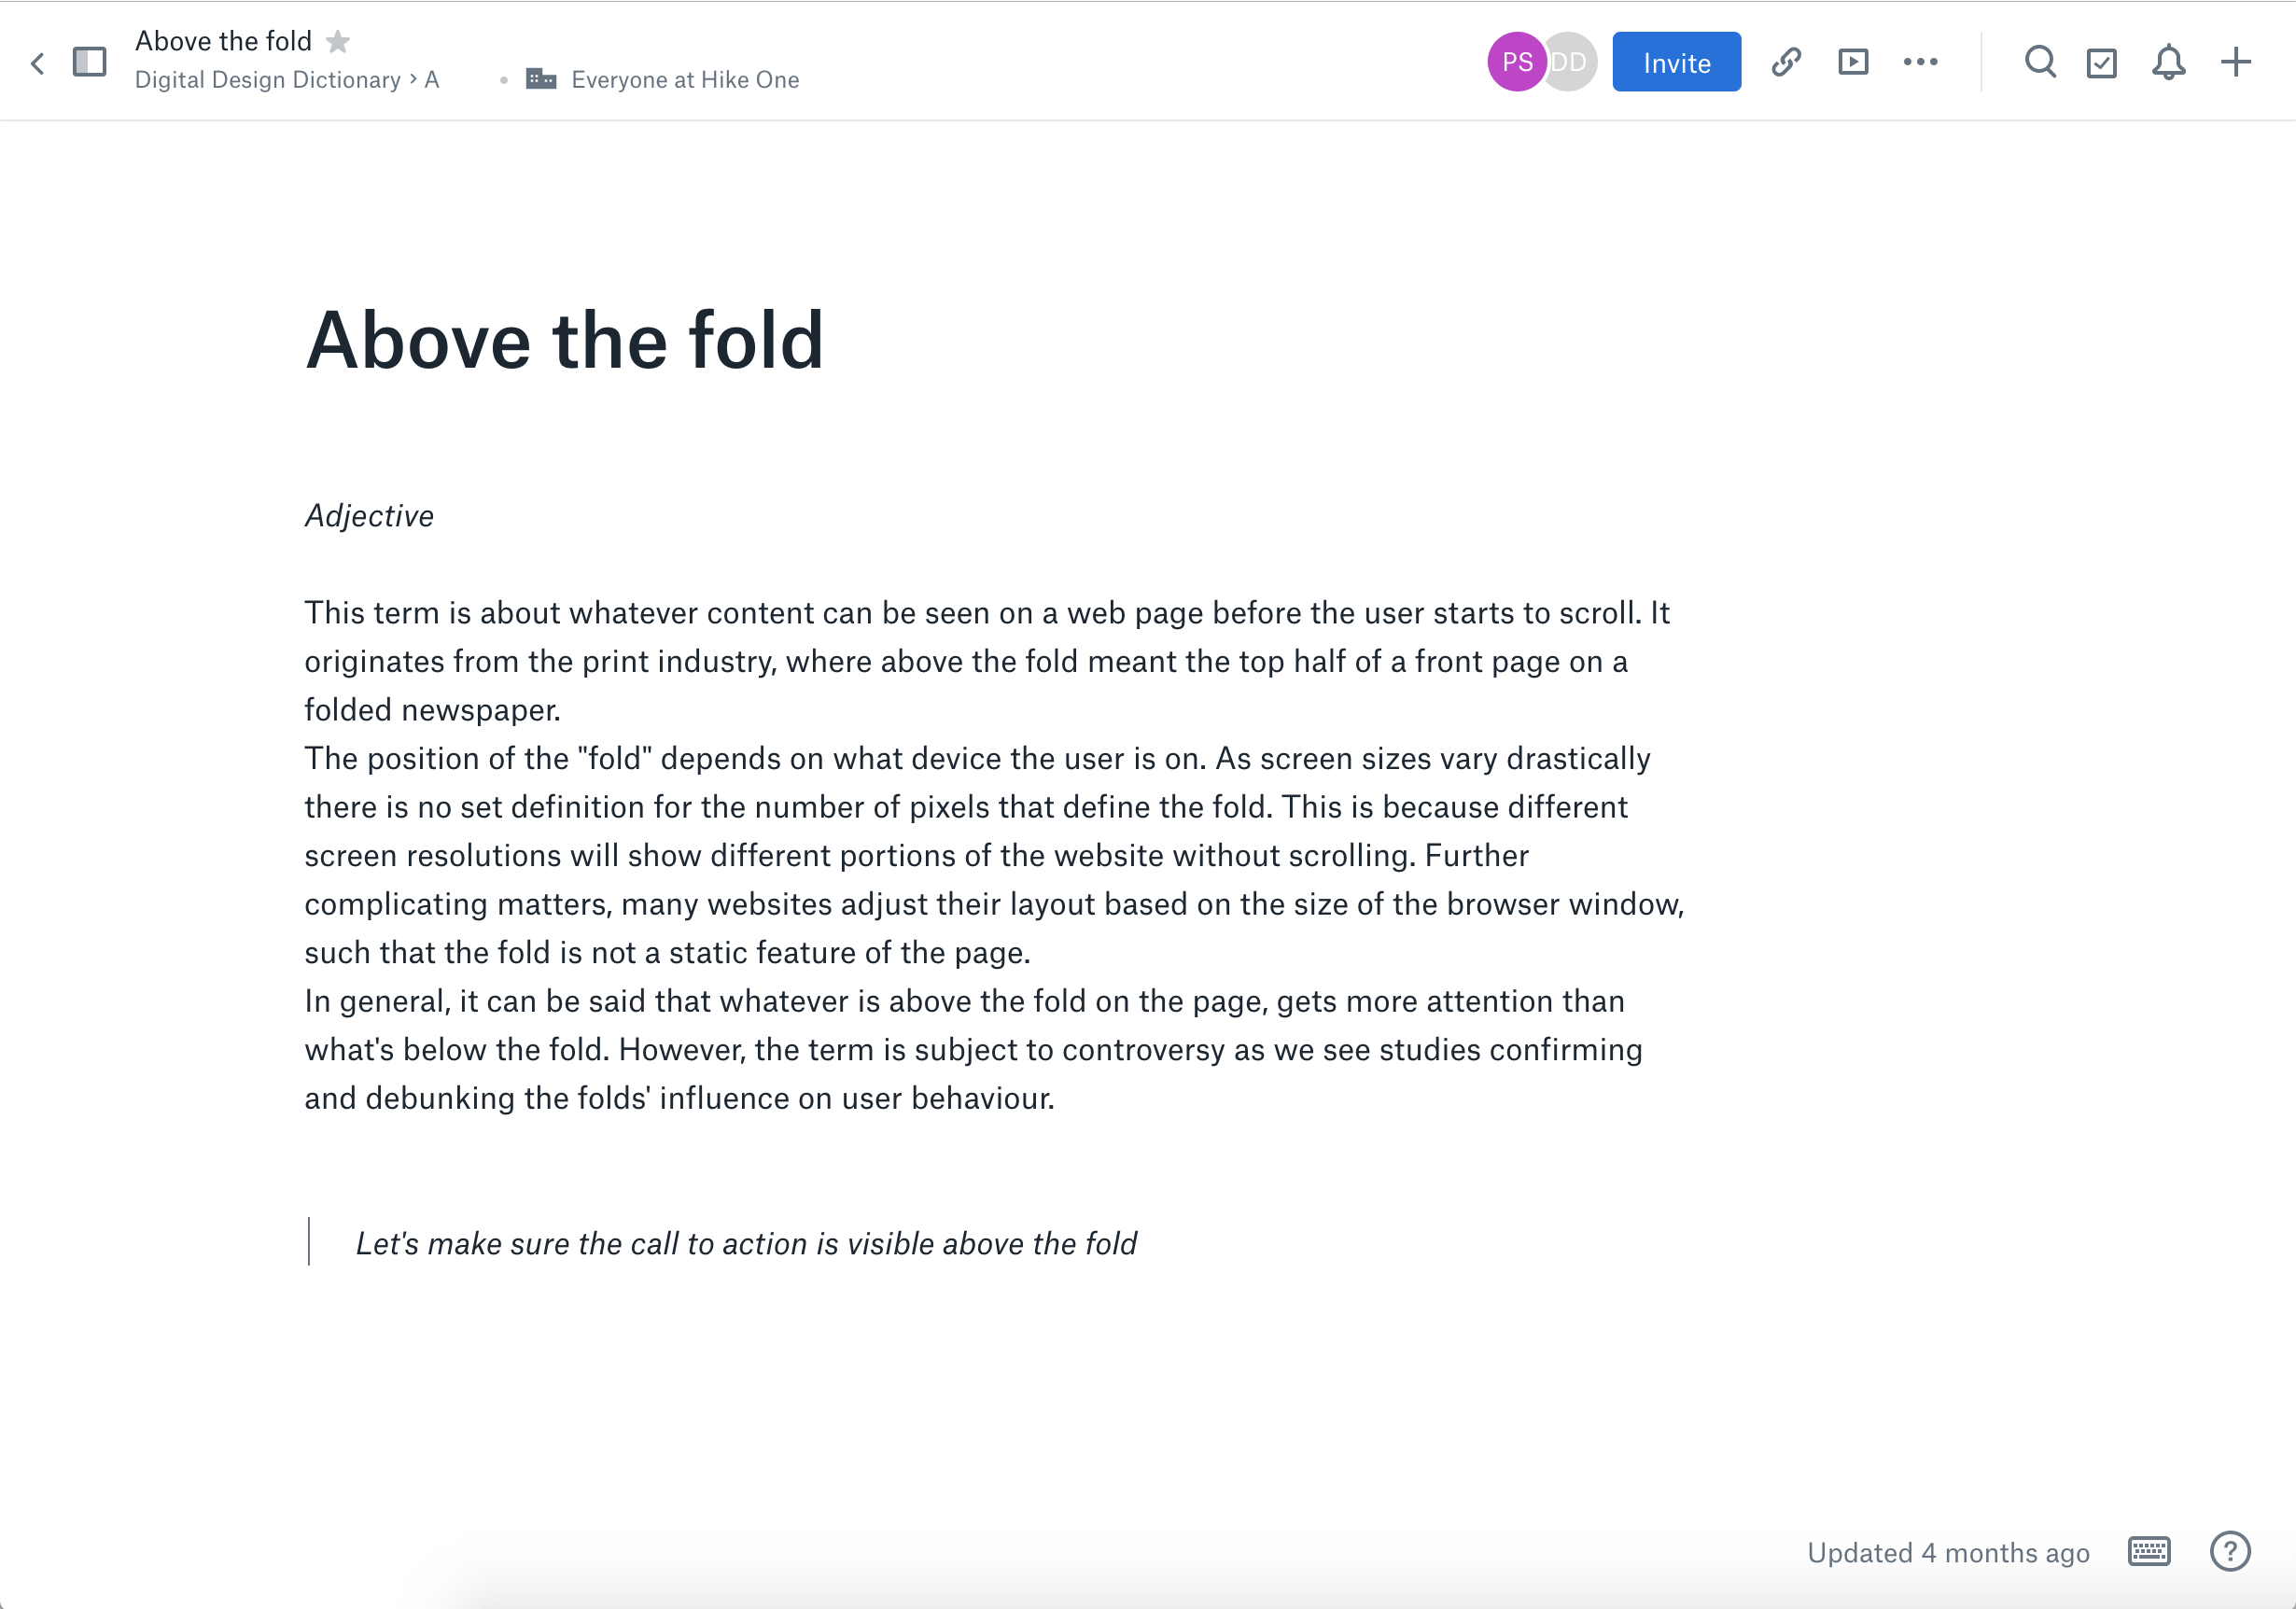 Above the fold
Digital Design Dictionary › A
Everyone at Hike One
PS
DD
Invite
Above the fold
Adjective
This term is about whatever content can be seen on a web page before the user starts to scroll. It
originates from the print industry, where above the fold meant the top half of a front page on a
folded newspaper.
The position of the "fold" depends on what device the user is on. As screen sizes vary drastically
there is no set definition for the number of pixels that define the fold. This is because different
screen resolutions will show different portions of the website without scrolling. Further
complicating matters, many websites adjust their layout based on the size of the browser window,
such that the fold is not a static feature of the page.
In general, it can be said that whatever is above the fold on the page, gets more attention than
what's below the fold. However, the term is subject to controversy as we see studies confirming
and debunking the folds' influence on user behaviour.
Let's make sure the call to action is visible above the fold
Updated 4 months ago
?